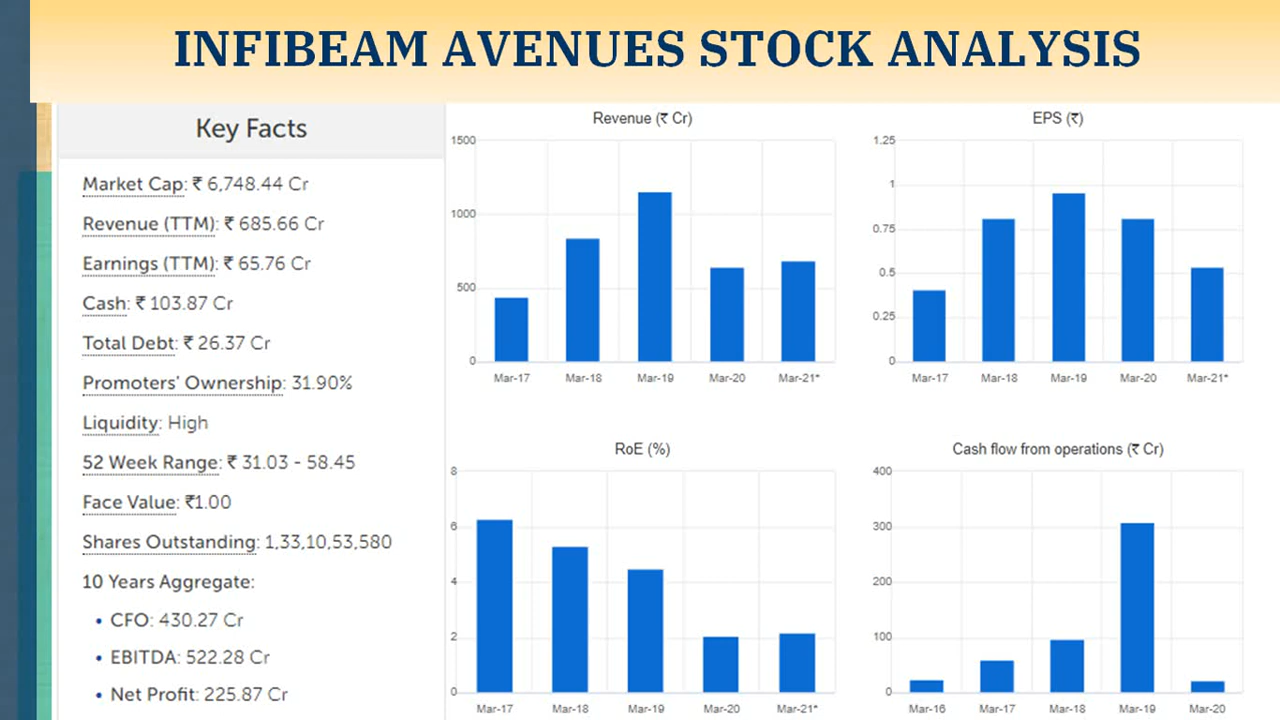 INFIBEAM AVENUES STOCK ANALYSIS
Key Facts
Market Cap: ₹ 6,748.44 Cr
Revenue (TTM): ₹ 685.66 Cr
Earnings (TTM): ₹ 65.76 Cr
Cash: ₹ 103.87 Cr
Total Debt: ₹ 26.37 Cr
Promoters' Ownership: 31.90%
Liquidity: High
52 Week Range: ₹ 31.03 - 58.45
Face Value: ₹1.00
Shares Outstanding: 1,33,10,53,580
10 Years Aggregate:
• CFO: 430.27 Cr
• EBITDA: 522.28 Cr
• Net Profit: 225.87 Cr
Revenue (₹ Cr)
1500
1000
500
0
Mar-17 Mar-18 Mar-19 Mar-20 Mar-21*
EPS (₹)
1.25
1
0.75
0.5
0.25
0
Mar-17 Mar-18 Mar-19 Mar-20 Mar-21*
RoE (%)
8
6
4
2
0
Mar-17 Mar-18 Mar-19 Mar-20 Mar-21*
Cash flow from operations (₹ Cr)
400
300
200
100
0
Mar-16 Mar-17 Mar-18 Mar-19 Mar-20